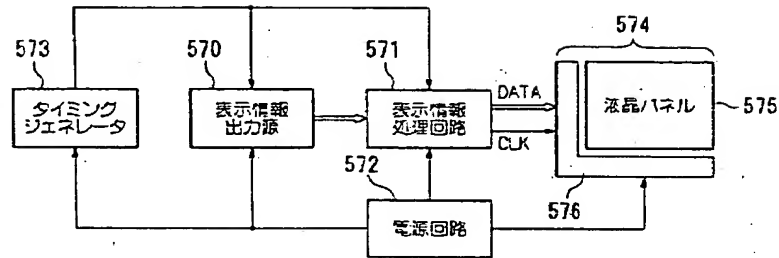 574
573
570
571
タイミング
ジェネレータ
表示情報
出力源
表示情報
処理回路
DATA
CLK
液晶パネル
575
572
576
電源回路